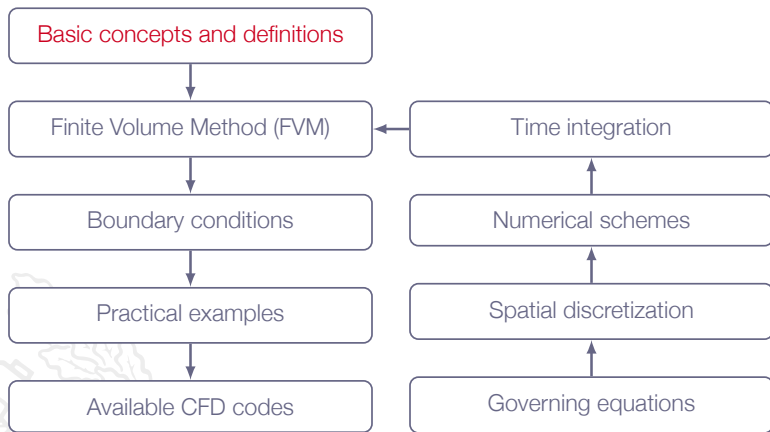 Basic concepts and definitions
Finite Volume Method (FVM)
Time integration
Boundary conditions
Numerical schemes
Practical examples
Spatial discretization
Available CFD codes
Governing equations